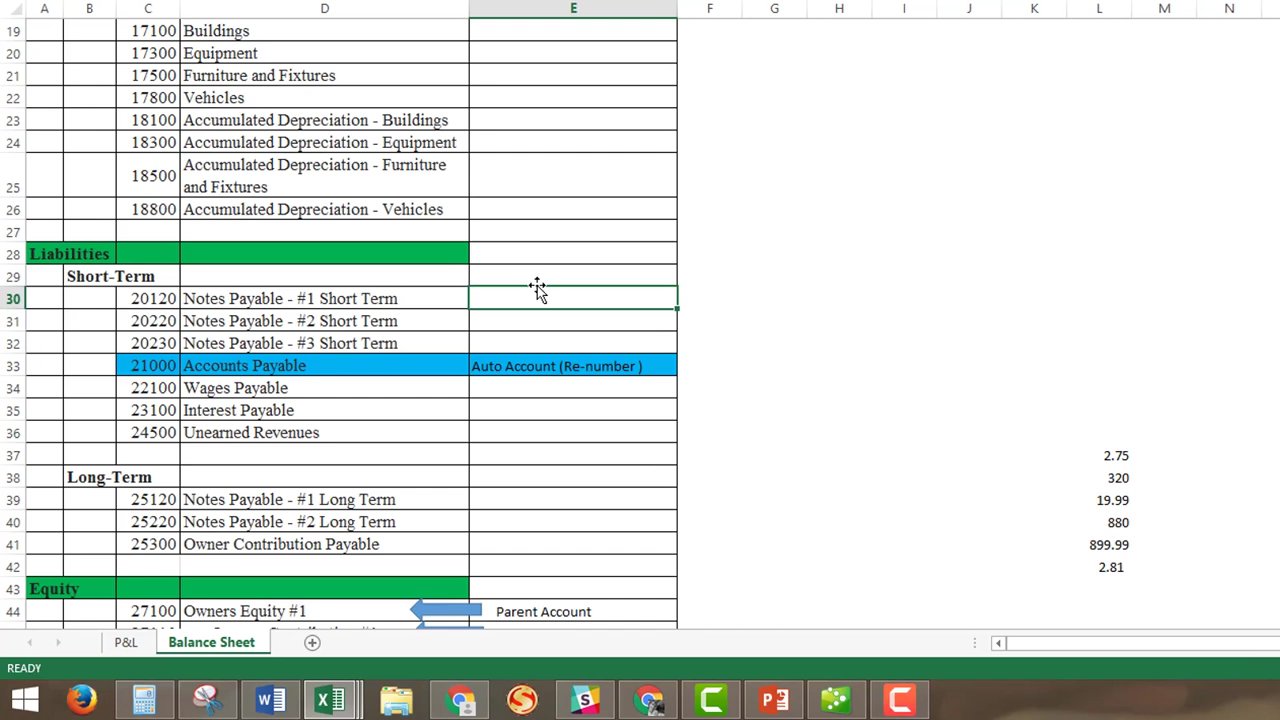 A B C D E F G H I J K L M N
19 17100 Buildings
20 17300 Equipment
21 17500 Furniture and Fixtures
22 17800 Vehicles
23 18100 Accumulated Depreciation - Buildings
24 18300 Accumulated Depreciation - Equipment
25 18500 Accumulated Depreciation - Furniture
and Fixtures
26 18800 Accumulated Depreciation - Vehicles
27
28 Liabilities
29 Short-Term
30 20120 Notes Payable - #1 Short Term
31 20220 Notes Payable - #2 Short Term
32 20230 Notes Payable - #3 Short Term
33 21000 Accounts Payable Auto Account (Re-number )
34 22100 Wages Payable
35 23100 Interest Payable
36 24500 Unearned Revenues
37 2.75
38 Long-Term 320
39 25120 Notes Payable - #1 Long Term 19.99
40 25220 Notes Payable - #2 Long Term 880
41 25300 Owner Contribution Payable 899.99
42 2.81
43 Equity
44 27100 Owners Equity #1 Parent Account
P&L Balance Sheet
READY